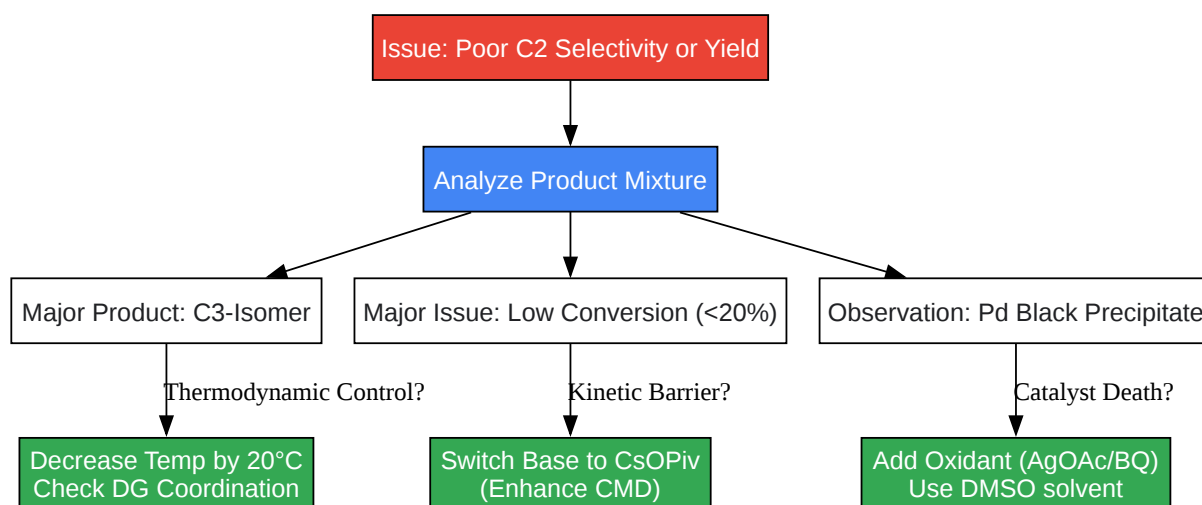 Issue: Poor C2 Selectivity or Yield
Analyze Product Mixture
Major Product: C3-Isomer
Major Issue: Low Conversion (<20%)
Observation: Pd Black Precipitate
Thermodynamic Control?
Kinetic Barrier?
Catalyst Death?
Decrease Temp by 20°C
Check DG Coordination
Switch Base to CsOPiv
(Enhance CMD)
Add Oxidant (AgOAc/BQ)
Use DMSO solvent